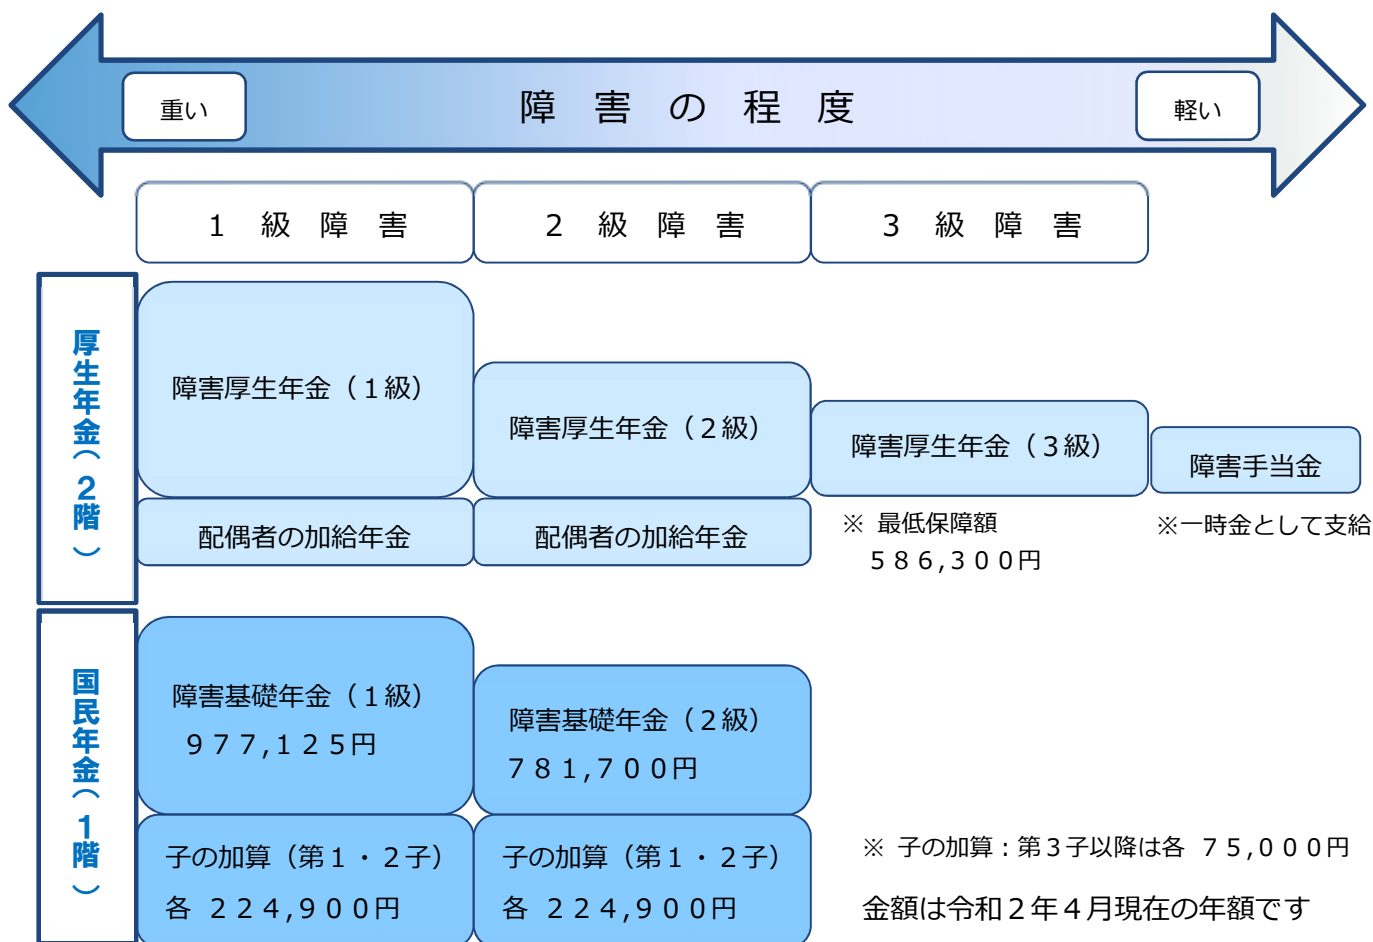 重い
障害の程度
軽い
１級障害
２級障害
３級障害
厚生年金（２階）
障害厚生年金（１級）
障害厚生年金（２級）
障害厚生年金（３級）
障害手当金
配偶者の加給年金
配偶者の加給年金
※ 最低保障額
５８６,３００円
※一時金として支給
国民年金（１階）
障害基礎年金（１級）
９７７,１２５円
障害基礎年金（２級）
７８１,７００円
子の加算（第１・２子）
各 ２２４,９００円
子の加算（第１・２子）
各 ２２４,９００円
※ 子の加算：第３子以降は各 ７５,０００円
金額は令和２年４月現在の年額です